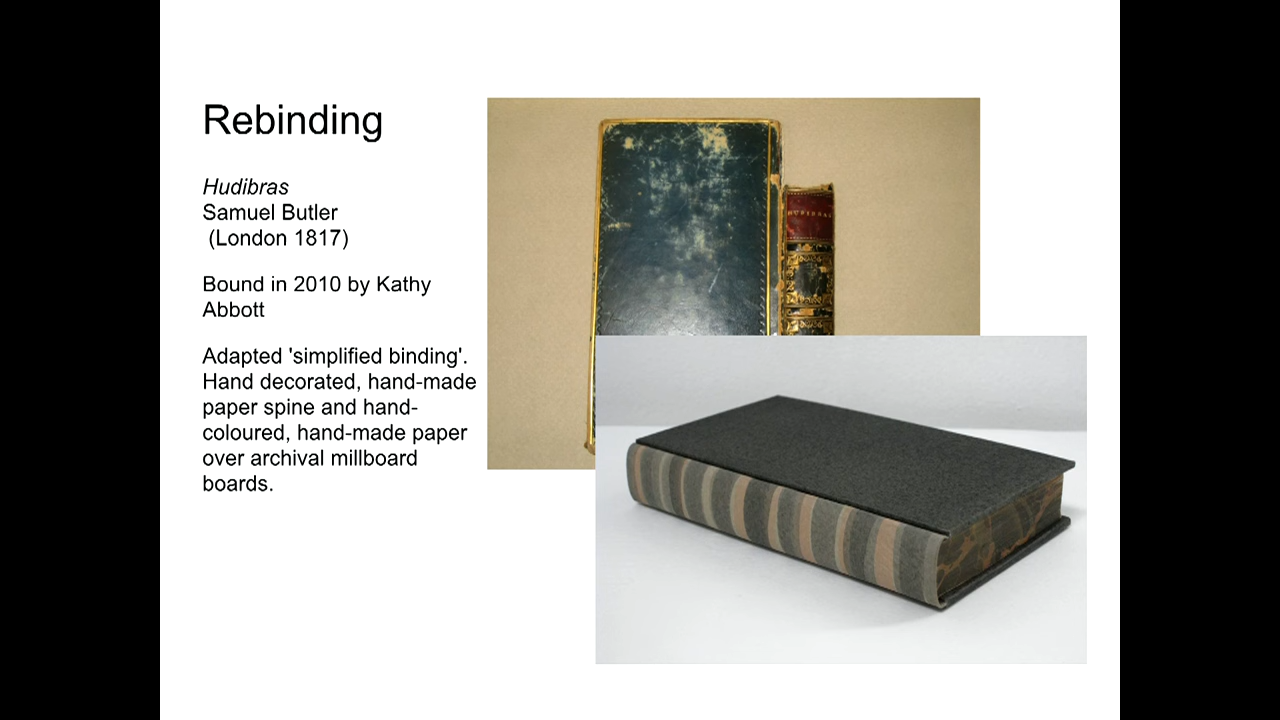 Rebinding
Hudibras
Samuel Butler
(London 1817)
Bound in 2010 by Kathy
Abbott
Adapted 'simplified binding'.
Hand decorated, hand-made
paper spine and hand-
coloured, hand-made paper
over archival millboard
boards.
HUDIBRAS